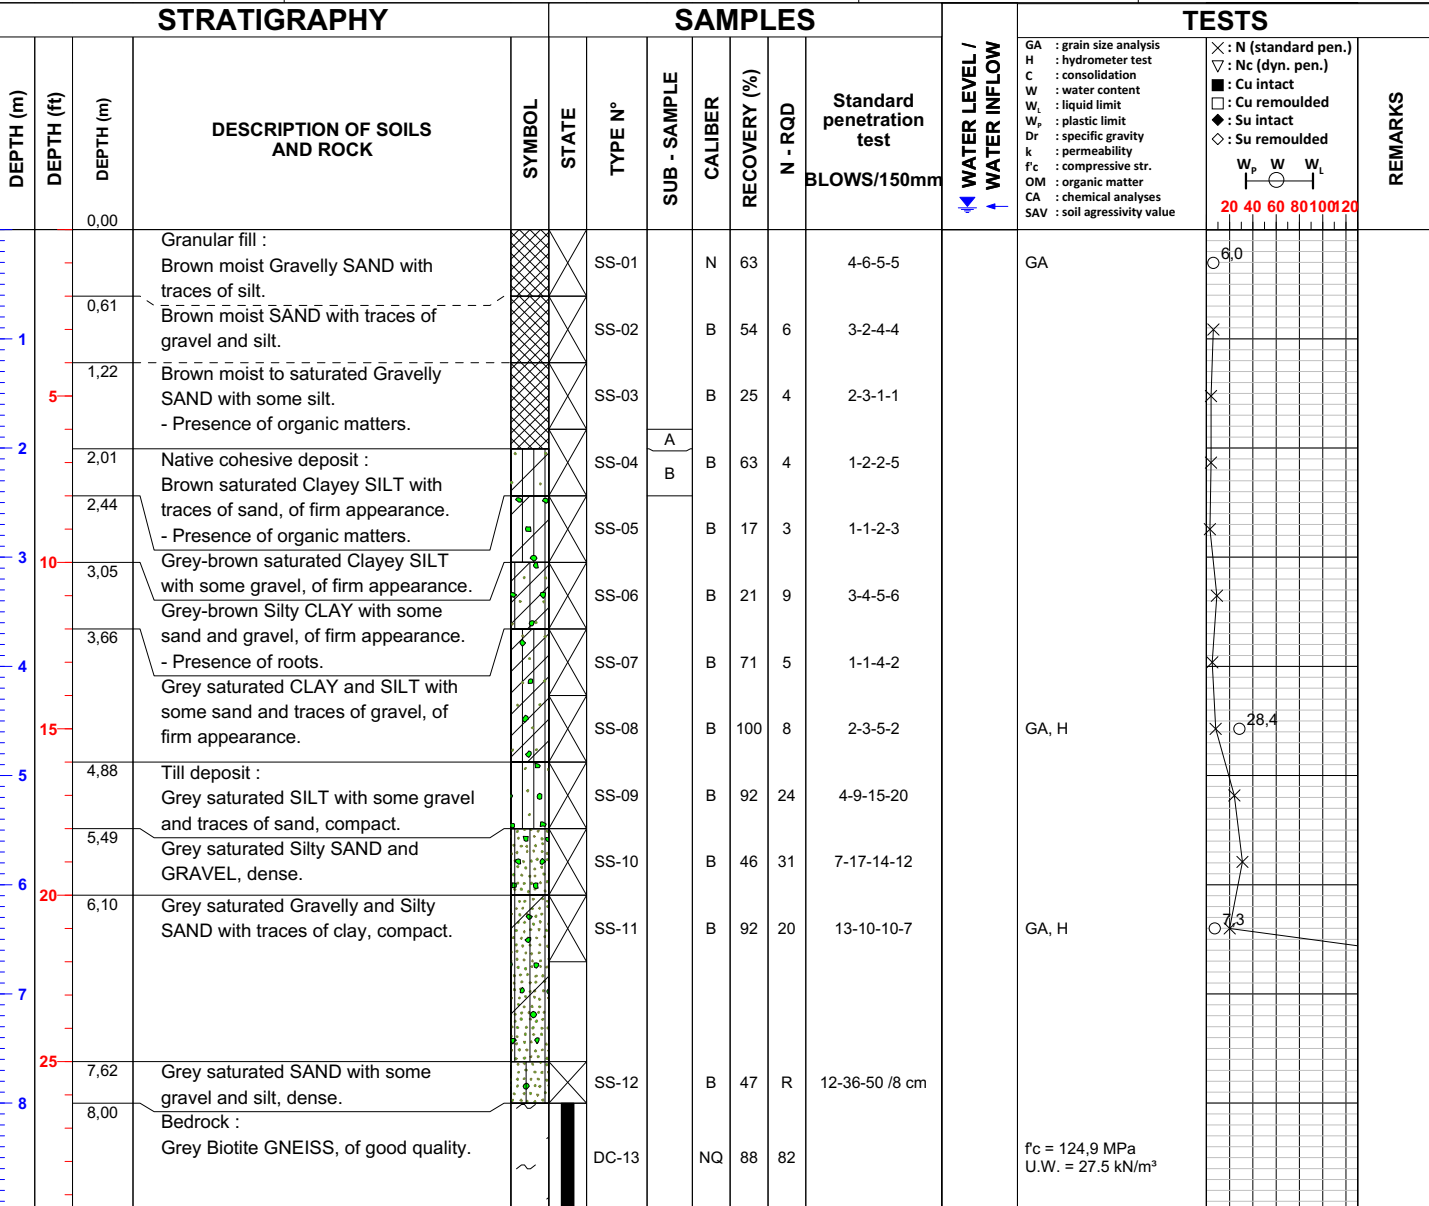 STRATIGRAPHY
SAMPLES
TESTS
DEPTH (m)
DEPTH (ft)
DEPTH (m)
0,00
DESCRIPTION OF SOILS
AND ROCK
SYMBOL
STATE
TYPE N°
SUB - SAMPLE
CALIBER
RECOVERY (%)
N - RQD
Standard
penetration
test
BLOWS/150mm
WATER LEVEL /
WATER INFLOW
GA : grain size analysis
H : hydrometer test
C : consolidation
W : water content
WL : liquid limit
WP : plastic limit
Dr : specific gravity
k : permeability
f'c : compressive str.
OM : organic matter
CA : chemical analyses
SAV : soil agressivity value
: N (standard pen.)
: Nc (dyn. pen.)
: Cu intact
: Cu remoulded
: Su intact
: Su remoulded
WP W WL
20 40 60 80 100 120
REMARKS
Granular fill :
Brown moist Gravelly SAND with
traces of silt.
SS-01 N 63 4-6-5-5 GA 6,0
0,61
Brown moist SAND with traces of
gravel and silt.
SS-02 B 54 6 3-2-4-4
1
1,22
Brown moist to saturated Gravelly
SAND with some silt.
- Presence of organic matters.
5
SS-03 B 25 4 2-3-1-1
A
2
2,01
Native cohesive deposit :
Brown saturated Clayey SILT with
traces of sand, of firm appearance.
- Presence of organic matters.
SS-04 B B 63 4 1-2-2-5
2,44
SS-05 B 17 3 1-1-2-3
3
10
Grey-brown saturated Clayey SILT
with some gravel, of firm appearance.
3,05
SS-06 B 21 9 3-4-5-6
Grey-brown Silty CLAY with some
sand and gravel, of firm appearance.
- Presence of roots.
3,66
4
SS-07 B 71 5 1-1-4-2
Grey saturated CLAY and SILT with
some sand and traces of gravel, of
firm appearance.
15
SS-08 B 100 8 2-3-5-2 GA, H 28,4
4,88
5
Till deposit :
Grey saturated SILT with some gravel
and traces of sand, compact.
SS-09 B 92 24 4-9-15-20
5,49
Grey saturated Silty SAND and
GRAVEL, dense.
SS-10 B 46 31 7-17-14-12
6
20
6,10
Grey saturated Gravelly and Silty
SAND with traces of clay, compact.
SS-11 B 92 20 13-10-10-7 GA, H 7,3
7
25
7,62
Grey saturated SAND with some
gravel and silt, dense.
SS-12 B 47 R 12-36-50 /8 cm
8
8,00
Bedrock :
Grey Biotite GNEISS, of good quality.
DC-13 NQ 88 82
f'c = 124,9 MPa
U.W. = 27.5 kN/m³